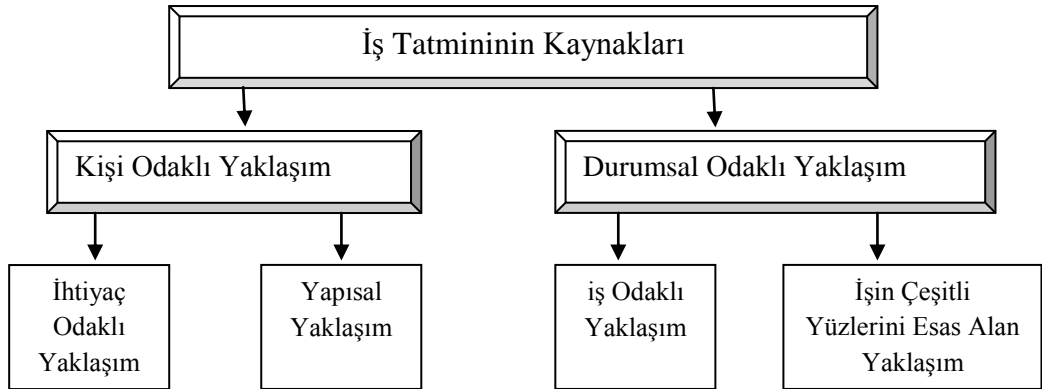 İş Tatmininin Kaynakları
Kişi Odaklı Yaklaşım
Durumsal Odaklı Yaklaşım
İhtiyaç
Odaklı
Yaklaşım
Yapısal
Yaklaşım
iş Odaklı
Yaklaşım
İşin Çeşitli
Yüzlerini Esas Alan
Yaklaşım